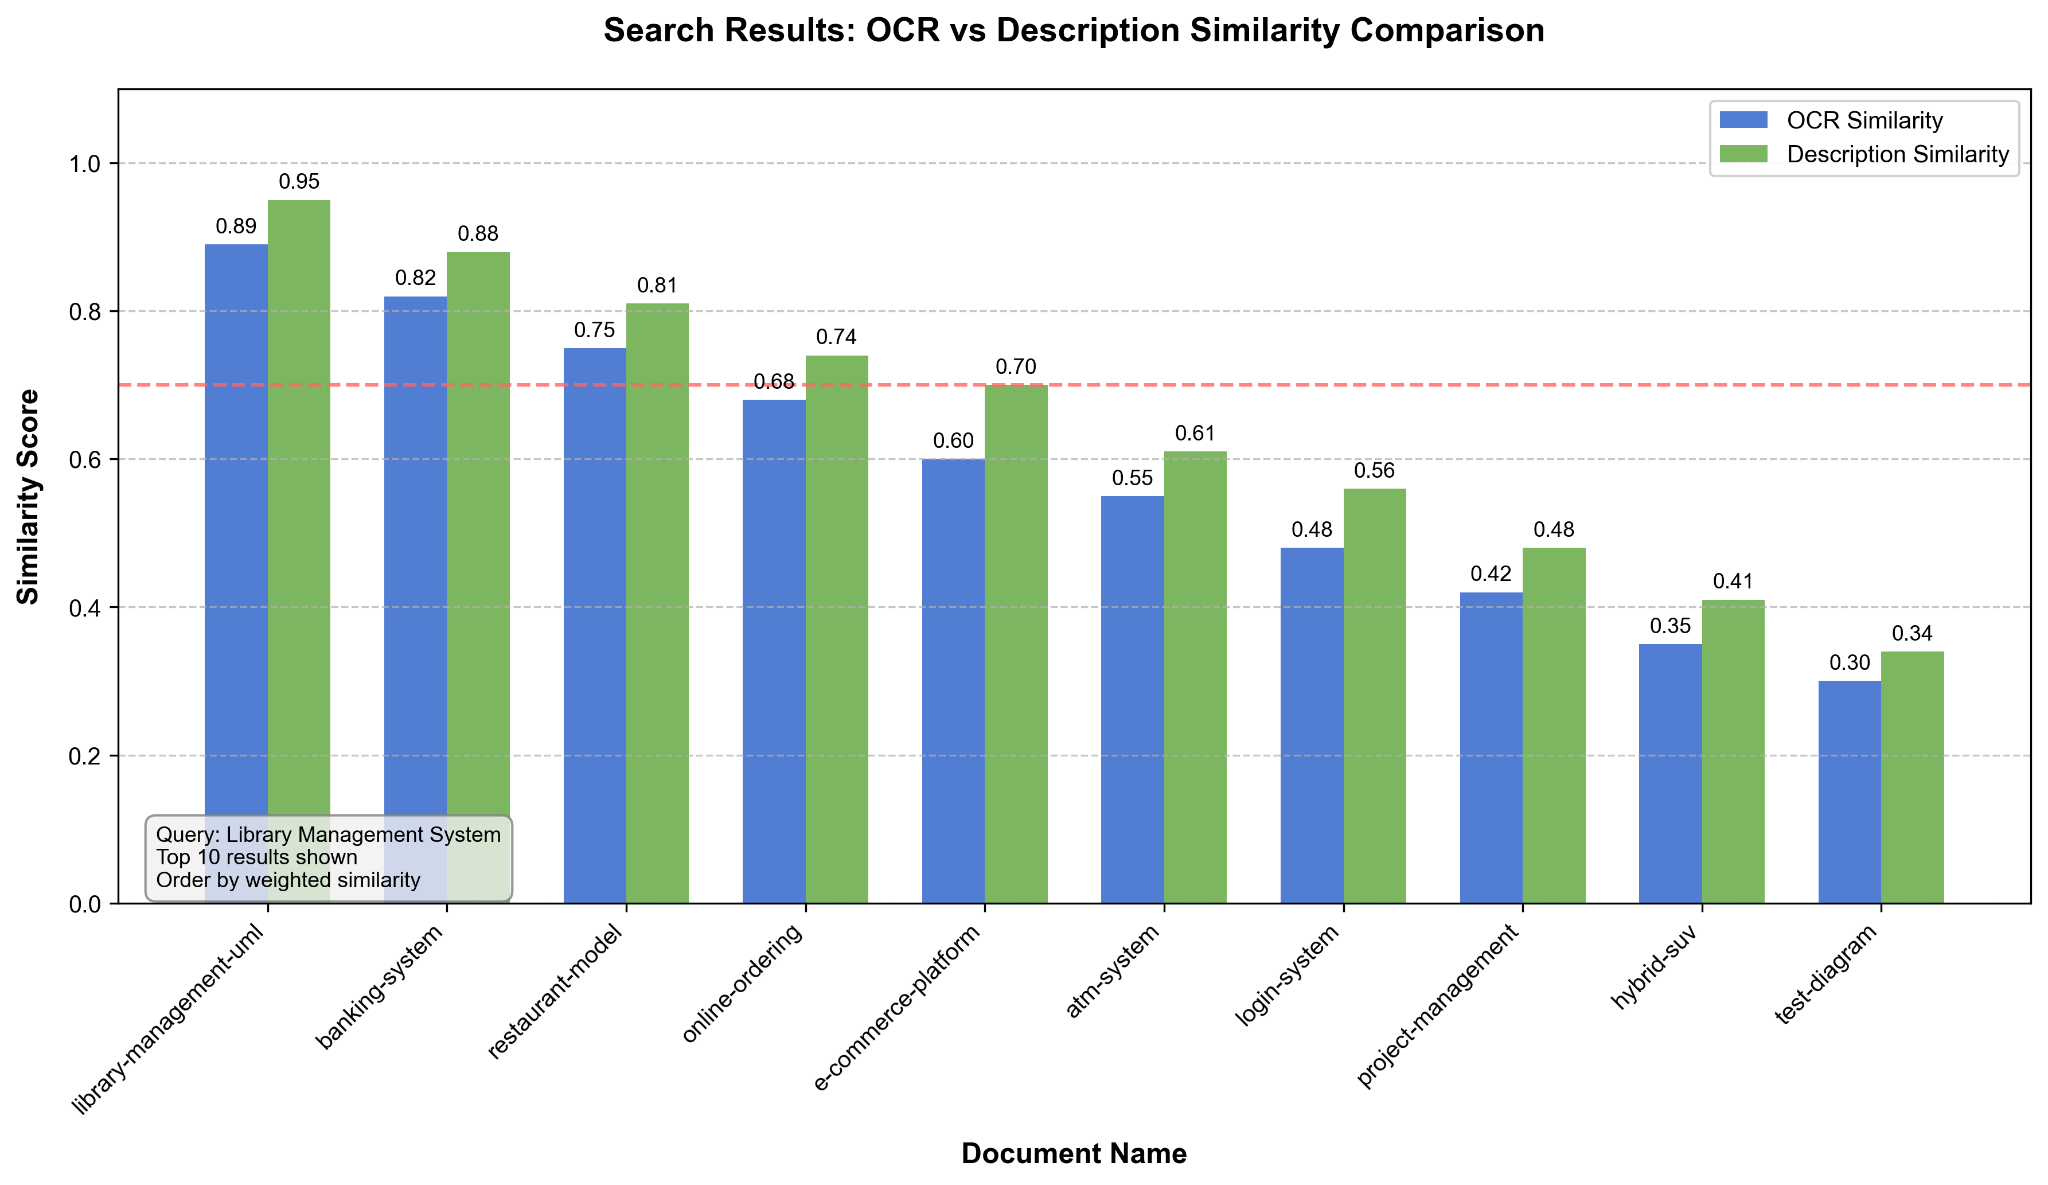 Search Results: OCR vs Description Similarity Comparison
OCR Similarity
Description Similarity
Similarity Score
1.0
0.8
0.6
0.4
0.2
0.0
0.89
0.95
0.82
0.88
0.75
0.81
0.68
0.74
0.60
0.70
0.55
0.61
0.48
0.56
0.42
0.48
0.35
0.41
0.30
0.34
Query: Library Management System
Top 10 results shown
Order by weighted similarity
library-management-uml
banking-system
restaurant-model
online-ordering
e-commerce-platform
atm-system
login-system
project-management
hybrid-suv
test-diagram
Document Name